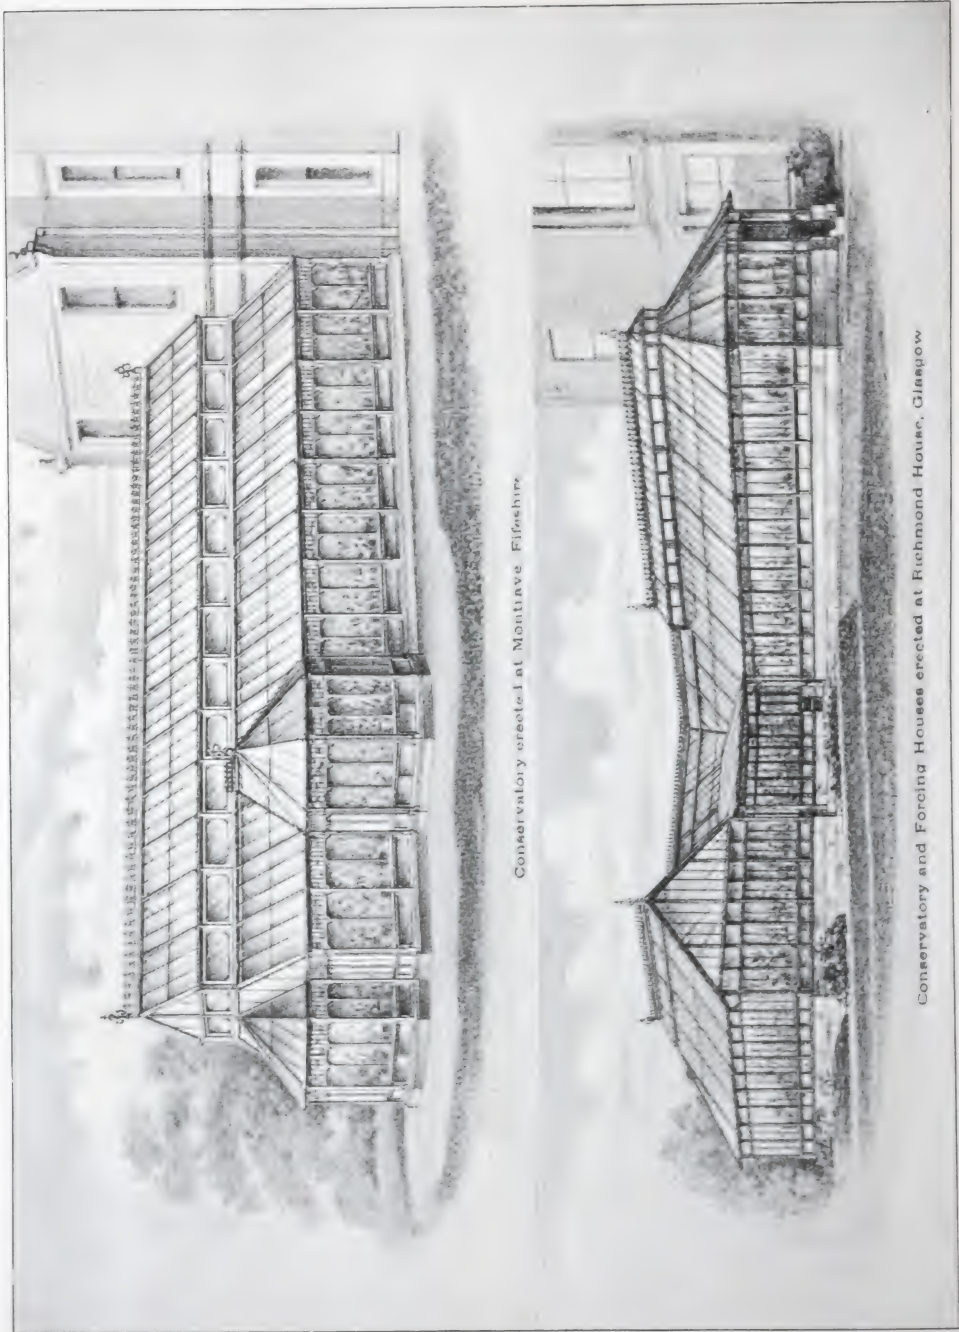 Conservatory erected at Montrave Fifeshire
Conservatory and Forcing Houses erected at Richmond House, Glasgow